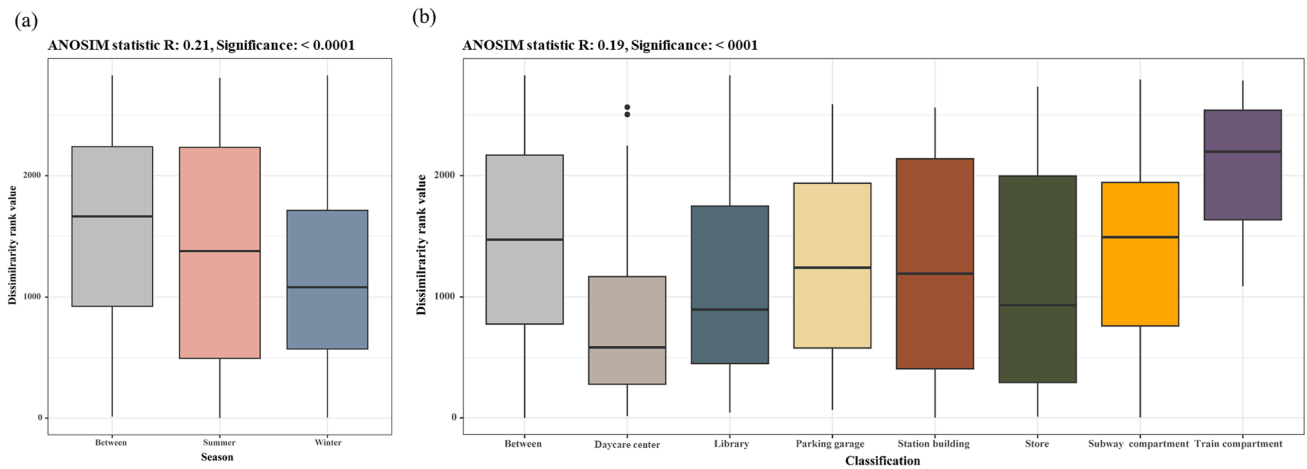 (a)
ANOSIM statistic R: 0.21, Significance: < 0.0001
Dissimilrarity rank value
2000
1000
0
Between Summer Winter
Season
(b)
ANOSIM statistic R: 0.19, Significance: < 0001
Dissimilrarity rank value
2000
1000
0
Between Daycare center Library Parking garage Station building Store Subway compartment Train compartment
Classification